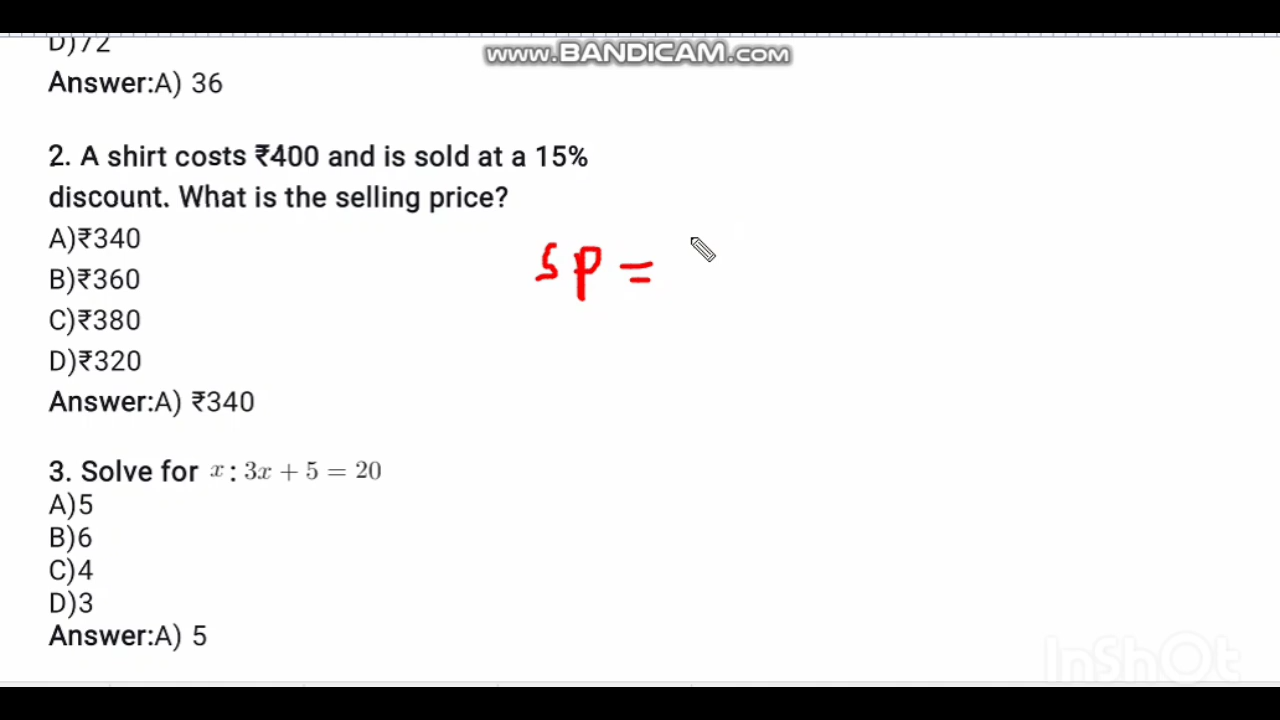 D)72
www.BANDICAM.com
Answer:A) 36
2. A shirt costs ₹400 and is sold at a 15%
discount. What is the selling price?
A)₹340
SP =
B)₹360
C)₹380
D)₹320
Answer:A) ₹340
3. Solve for x: 3x + 5 = 20
A)5
B)6
C)4
D)3
Answer:A) 5
InShOt